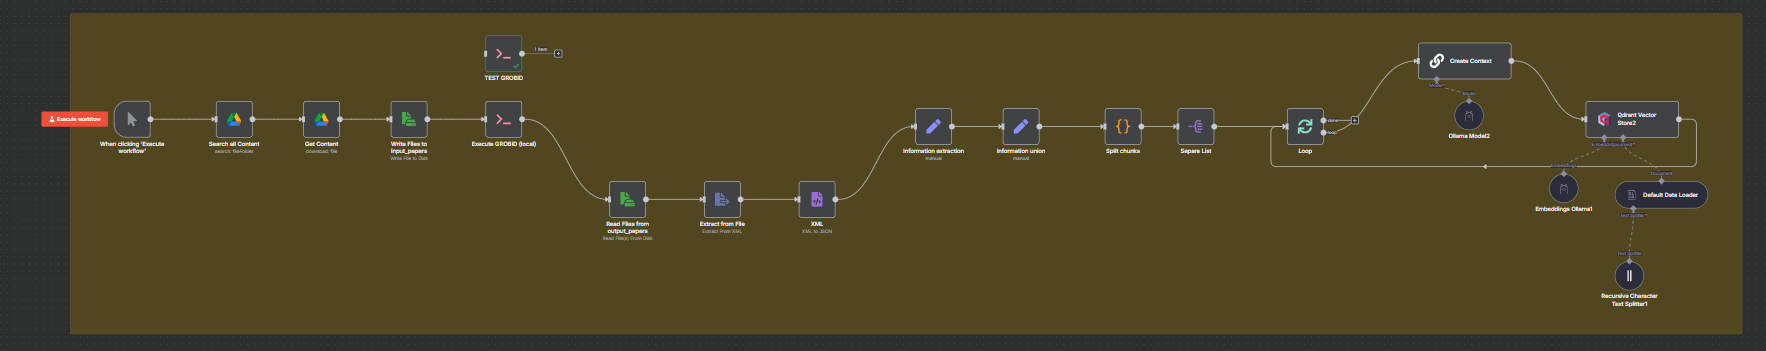 TEST GROBID
1 item
Execute workflow
When clicking 'Execute
workflow'
Search all Content
search: fileFolder
Get Content
download: file
Write Files to
input_papers
Write File to Disk
Execute GROBID (local)
Read Files from
output_papers
Read File(s) From Disk
Extract from File
Extract From XML
XML
XML to JSON
Information extraction
manual
Information union
manual
Split chunks
Separe List
Loop
done
loop
Create Context
Model
Model
Ollama Model2
Qdrant Vector
Store2
Embeddings
Embeddings Ollama1
Document
Default Data Loader
Text Splitter
Text Splitter
Recursive Character
Text Splitter1